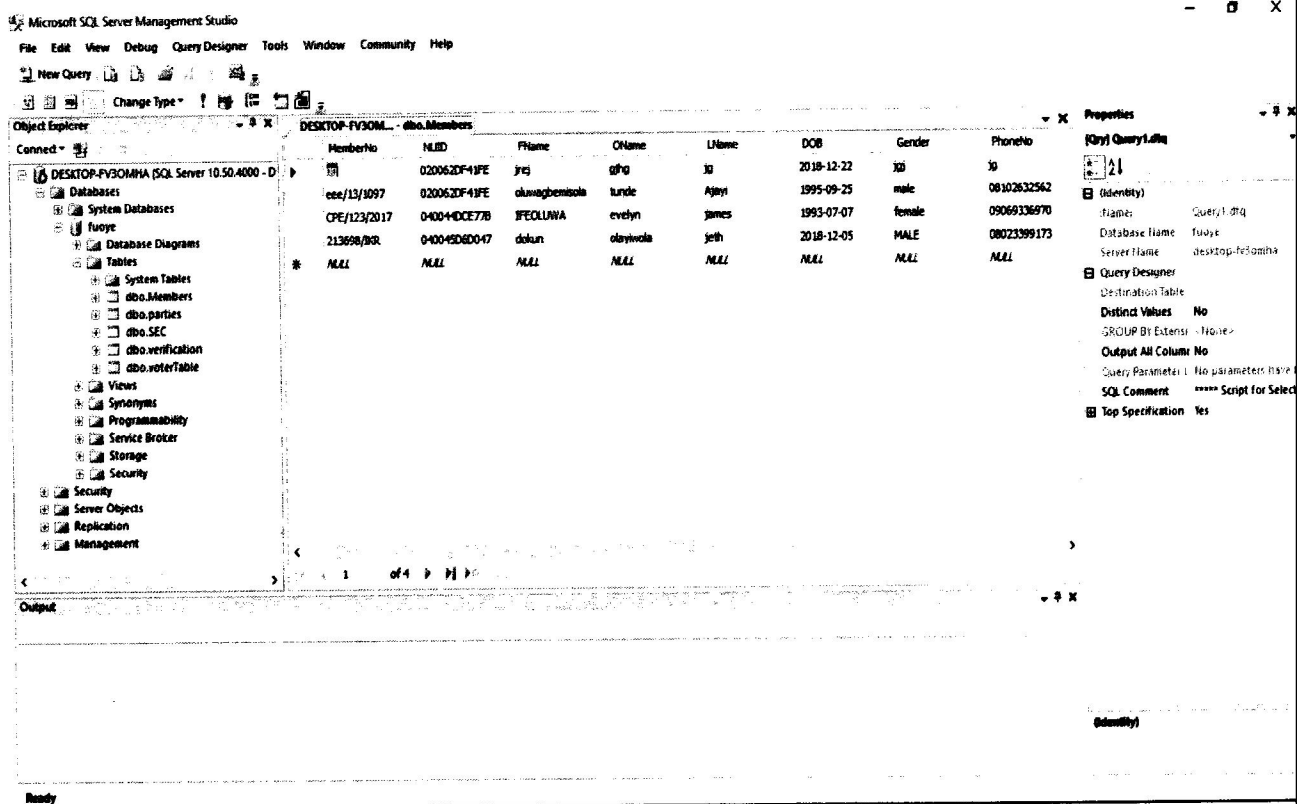 Microsoft SQL Server Management Studio
File Edit View Debug Query Designer Tools Window Community Help
New Query
Change Type
Object Explorer
Connect
DESKTOP-FV3OMHA (SQL Server 10.50.4000 - D
Databases
System Databases
fuoye
Database Diagrams
Tables
System Tables
dbo.Members
dbo.parties
dbo.SEC
dbo.verification
dbo.voterTable
Views
Synonyms
Programmability
Service Broker
Storage
Security
Security
Server Objects
Replication
Management
DESKTOP-FV3OM... - dbo.Members
MemberNo FName OName LName DOB Gender PhoneNo
020062DF41FE jrej gfhg jg 2018-12-22 jgj jg
eee/13/1097 020062DF41FE oluwagbemisola tunde Ajayi 1995-09-25 male 08102632562
CPE/123/2017 040044DCE77B IFEOLUWA evelyn james 1993-07-07 female 09069336970
213698/IKR 040045D6D047 dokun olayiwola jeth 2018-12-05 MALE 08023399173
NULL NULL NULL NULL NULL NULL NULL NULL
1 of 4
Properties
[Qry] Query1.dtq
(Identity)
(Name) Query1.dtq
Database Name fuoye
Server Name desktop-fv3omha
Query Designer
Destination Table
Distinct Values No
GROUP BY Extensi <None>
Output All Colum No
Query Parameter L No parameters have
SQL Comment ***** Script for Select
Top Specification Yes
(Identity)
Output
Ready